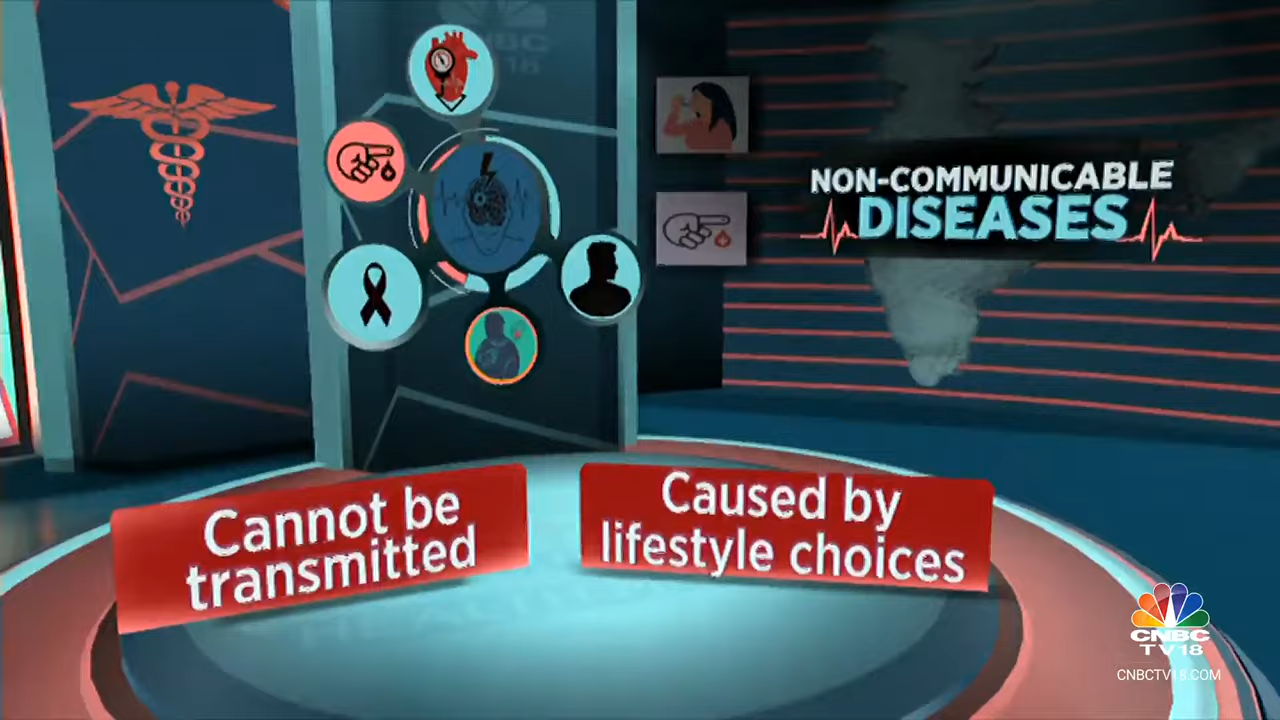 NON-COMMUNICABLE
DISEASES
Cannot be
transmitted
Caused by
lifestyle choices
CNBC
TV18
CNBCTV18.COM